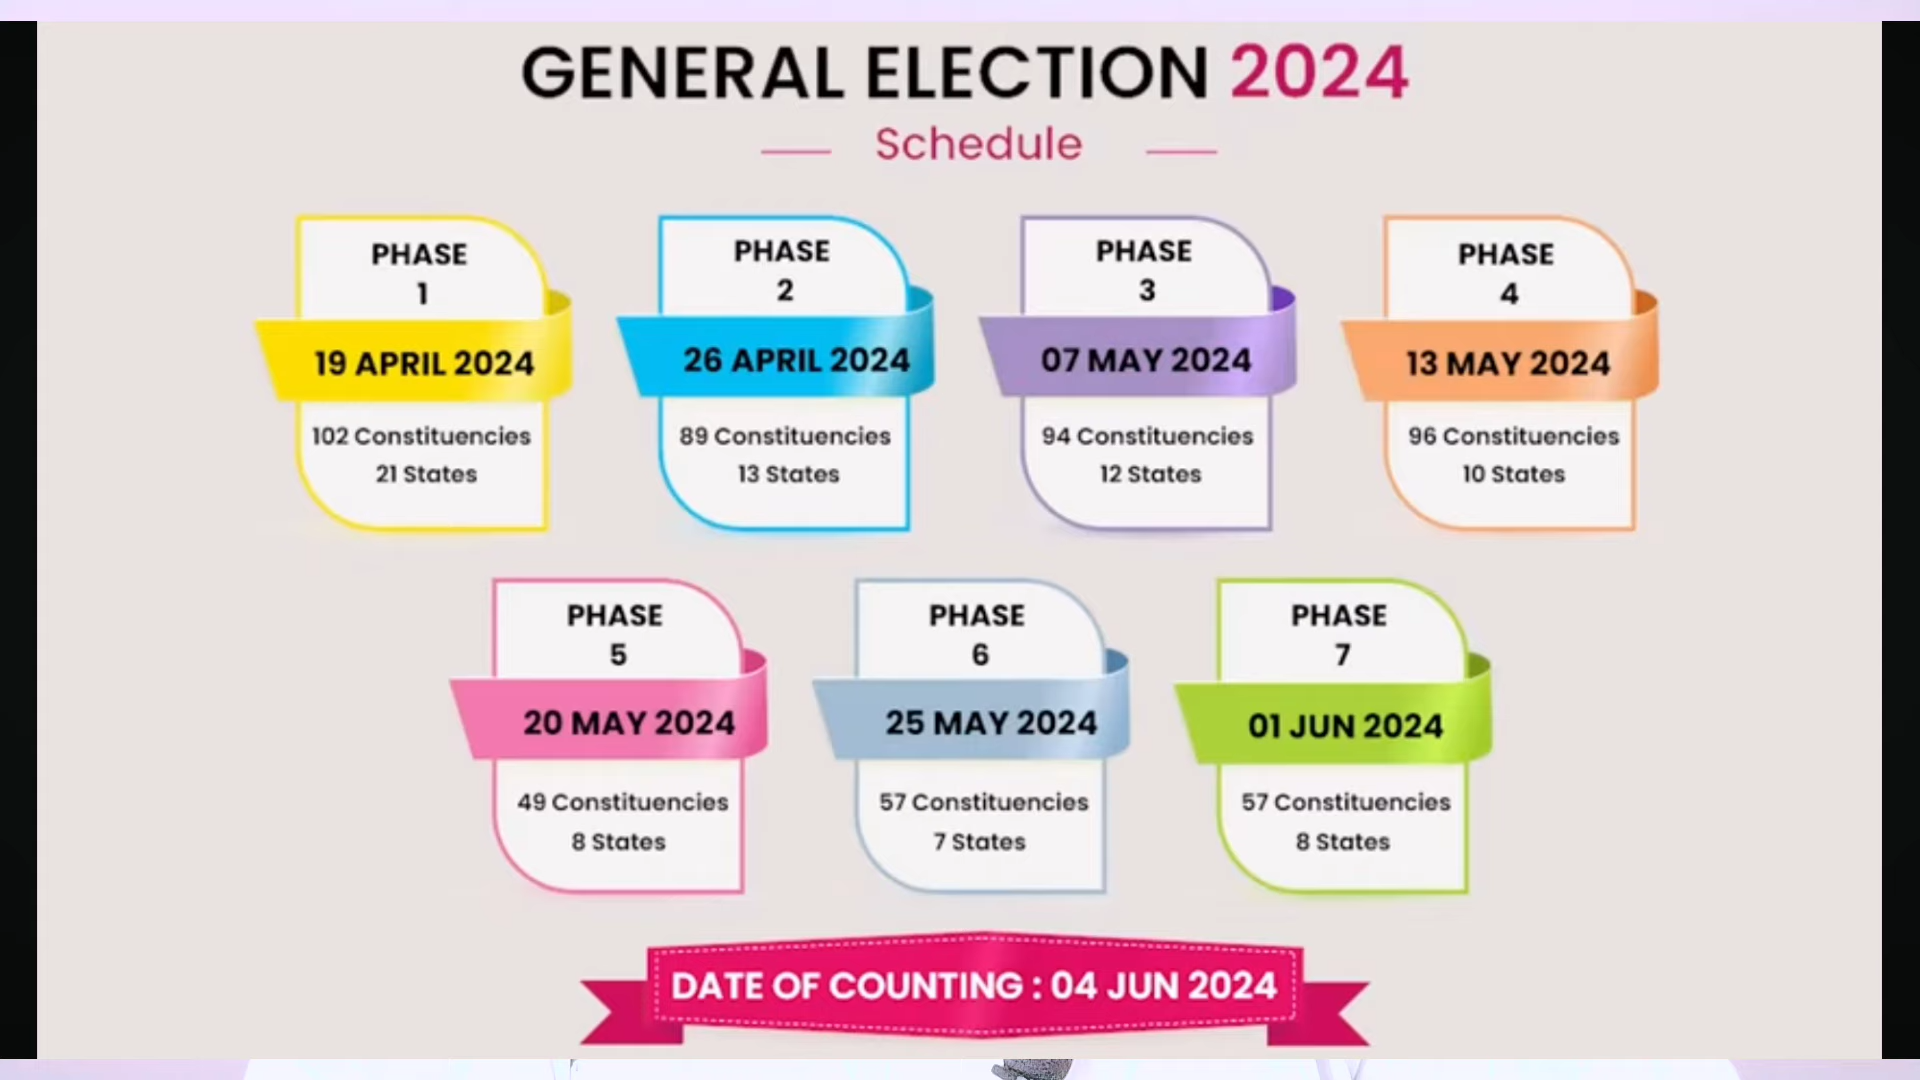 GENERAL ELECTION 2024
Schedule
PHASE
1
19 APRIL 2024
102 Constituencies
21 States
PHASE
2
26 APRIL 2024
89 Constituencies
13 States
PHASE
3
07 MAY 2024
94 Constituencies
12 States
PHASE
4
13 MAY 2024
96 Constituencies
10 States
PHASE
5
20 MAY 2024
49 Constituencies
8 States
PHASE
6
25 MAY 2024
57 Constituencies
7 States
PHASE
7
01 JUN 2024
57 Constituencies
8 States
DATE OF COUNTING : 04 JUN 2024